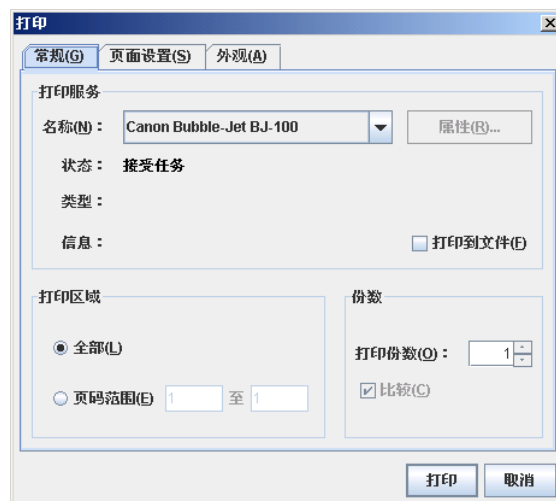 打印
常规(G) 页面设置(S) 外观(A)
打印服务
名称(N)： Canon Bubble-Jet BJ-100 属性(R)...
状态： 接受任务
类型：
信息： 打印到文件(F)
打印区域 份数
全部(L)
打印份数(O)： 1
页码范围(E) 1 至 1
比较(C)
打印 取消